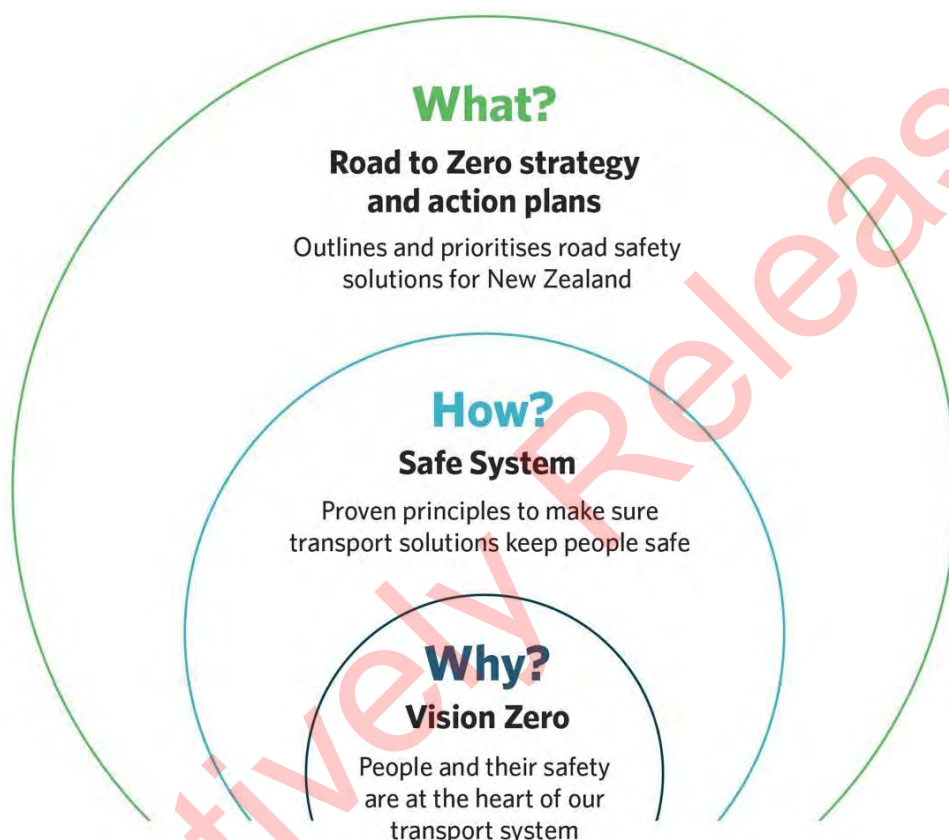 What?
Road to Zero strategy
and action plans
Outlines and prioritises road safety
solutions for New Zealand
How?
Safe System
Proven principles to make sure
transport solutions keep people safe
Why?
Vision Zero
People and their safety
are at the heart of our
transport system
tively Releas